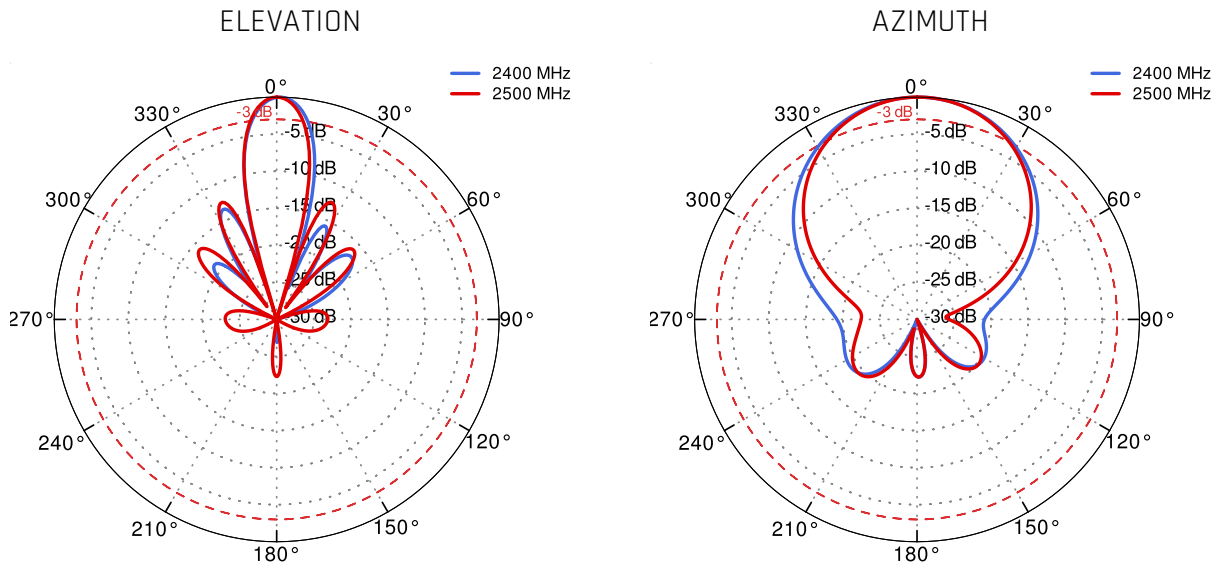 ELEVATION
2400 MHz
2500 MHz
0°
-3 dB
-5 dB
330°
30°
-10 dB
300°
60°
-15 dB
-20 dB
-25 dB
270°
-30 dB
90°
240°
120°
210°
150°
180°
AZIMUTH
2400 MHz
2500 MHz
0°
-3 dB
-5 dB
330°
30°
-10 dB
300°
60°
-15 dB
-20 dB
-25 dB
270°
-30 dB
90°
240°
120°
210°
150°
180°